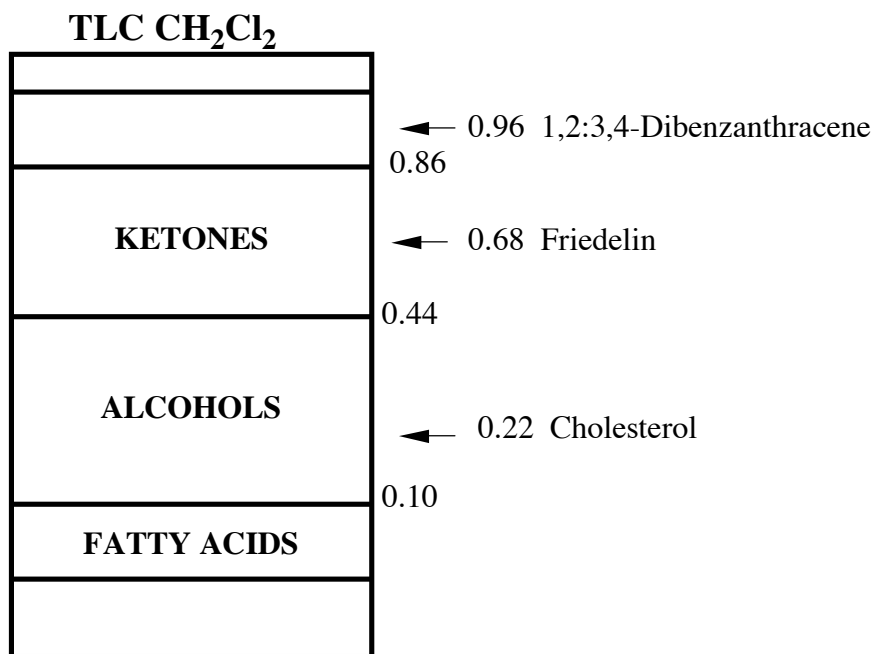 TLC CH₂Cl₂
0.96 1,2:3,4-Dibenzanthracene
0.86
KETONES
0.68 Friedelin
0.44
ALCOHOLS
0.22 Cholesterol
0.10
FATTY ACIDS